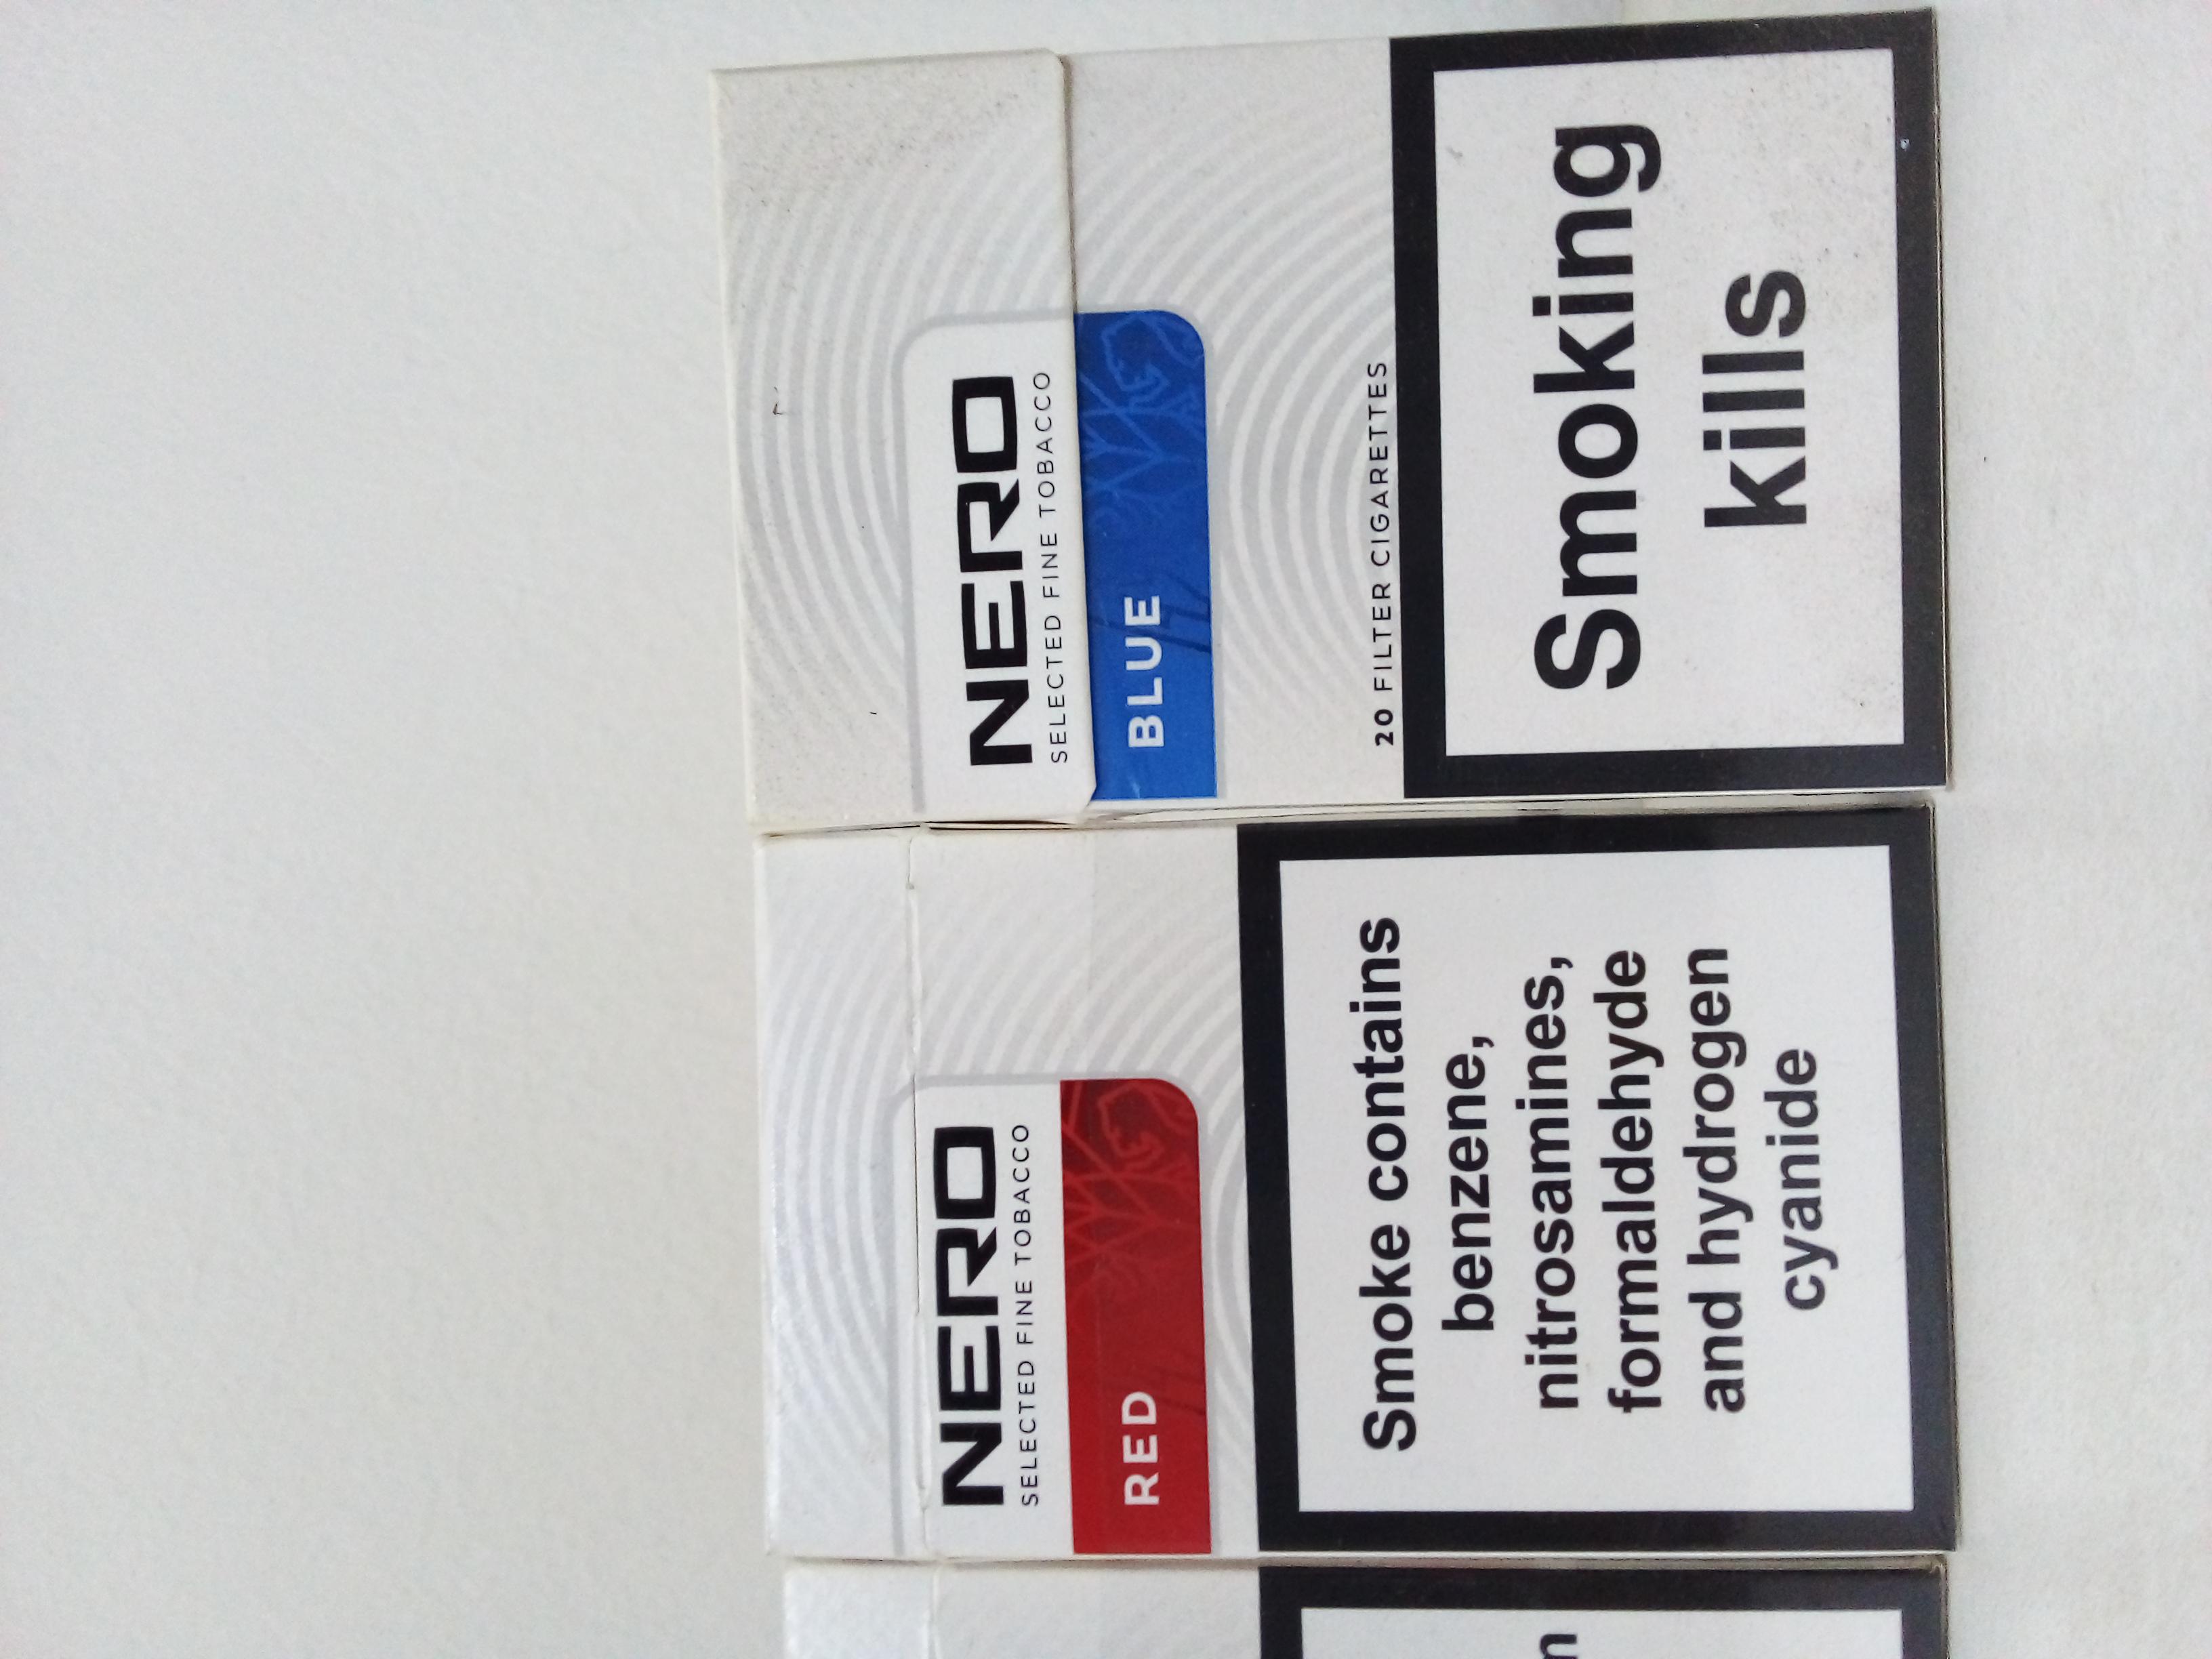 NERO
SELECTED FINE TOBACCO
RED
Smoke contains
benzene,
nitrosamines,
formaldehyde
and hydrogen
cyanide
NERO
SELECTED FINE TOBACCO
BLUE
20 FILTER CIGARETTES
Smoking
kills